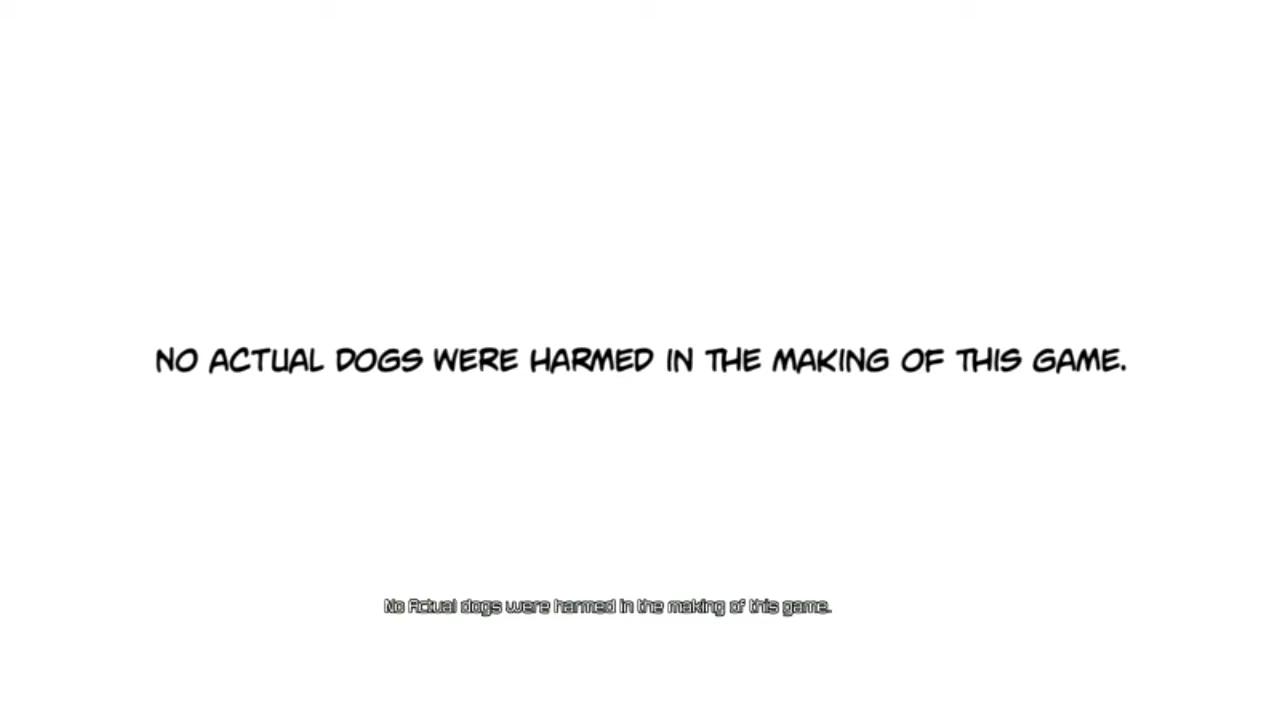 NO ACTUAL DOGS WERE HARMED IN THE MAKING OF THIS GAME.
No Actual dogs were harmed in the making of this game.